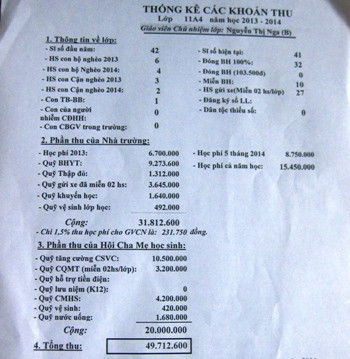 THỐNG KÊ CÁC KHOẢN THU
Lớp 11A4 năm học 2013 - 2014
Giáo viên Chủ nhiệm lớp: Nguyễn Thị Nga (B)
1. Thông tin về lớp:
- Sĩ số đầu năm: 42 - Sĩ số hiện tại: 41
- HS con hộ nghèo 2013 6 - Đóng BH 100%: 32
- HS con hộ Nghèo 2014: 4 - Đóng BH (103.500đ) 0
- HS con Cận nghèo 2013 3 - Miễn BH: 10
- HS con Cận nghèo 2014: 2 - HS gửi xe(Miễn 02 hs/lớp) 27
- Con TB-BB: 1 - Đăng ký sổ LL: 0
- Con của người nhiễm CĐHH: 0 - Dân tộc thiểu số: 0
- Con CBGV trong trường: 0
2. Phần thu của Nhà trường:
- Học phí 2013: 6.700.000 - Học phí 5 tháng 2014 8.750.000
- Quỹ BHYT: 9.273.600 - Học phí cả năm học: 15.450.000
- Quỹ Thập đỏ: 1.312.000
- Quỹ gửi xe đã miễn 02 hs: 3.645.000
- Quỹ khuyến học: 1.640.000
- Quỹ vệ sinh lớp học: 492.000
Cộng: 31.812.600
- Chi 1,5% thu học phí cho GVCN là: 231.750 đồng.
3. Phần thu của Hội Cha Mẹ học sinh:
- Quỹ tăng cường CSVC: 10.500.000
- Quỹ CQMT (miễn 02hs/lớp): 3.200.000
- Quỹ hỗ trợ tiền điện:
- Quỹ lưu niệm (K12): 0
- Quỹ CMHS: 4.200.000
- Quỹ vệ sinh: 420.000
- Quỹ nước uống: 1.680.000
Cộng: 20.000.000
4. Tổng thu: 49.712.600